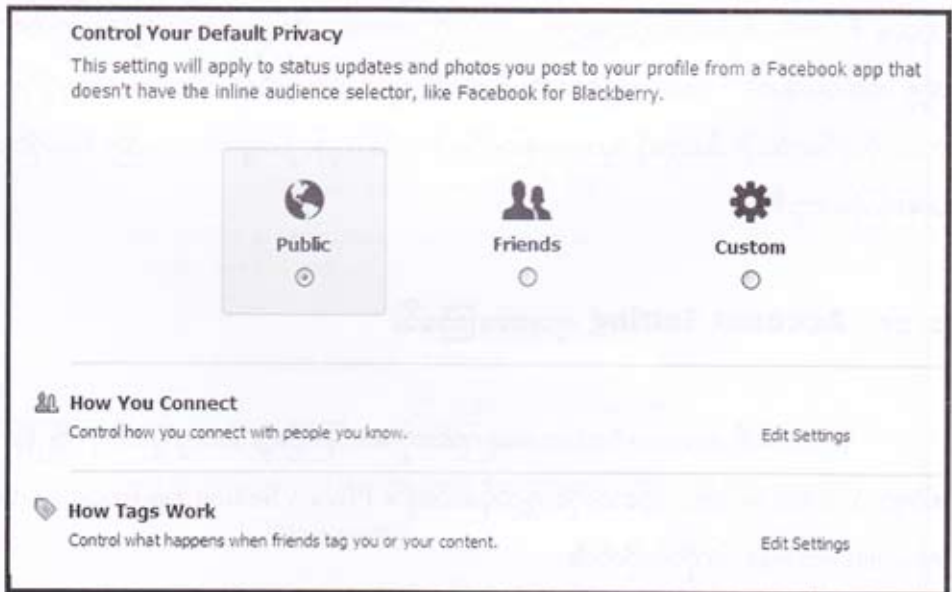 Control Your Default Privacy
This setting will apply to status updates and photos you post to your profile from a Facebook app that
doesn't have the inline audience selector, like Facebook for Blackberry.
Public
Friends
Custom
How You Connect
Control how you connect with people you know.
Edit Settings
How Tags Work
Control what happens when friends tag you or your content.
Edit Settings